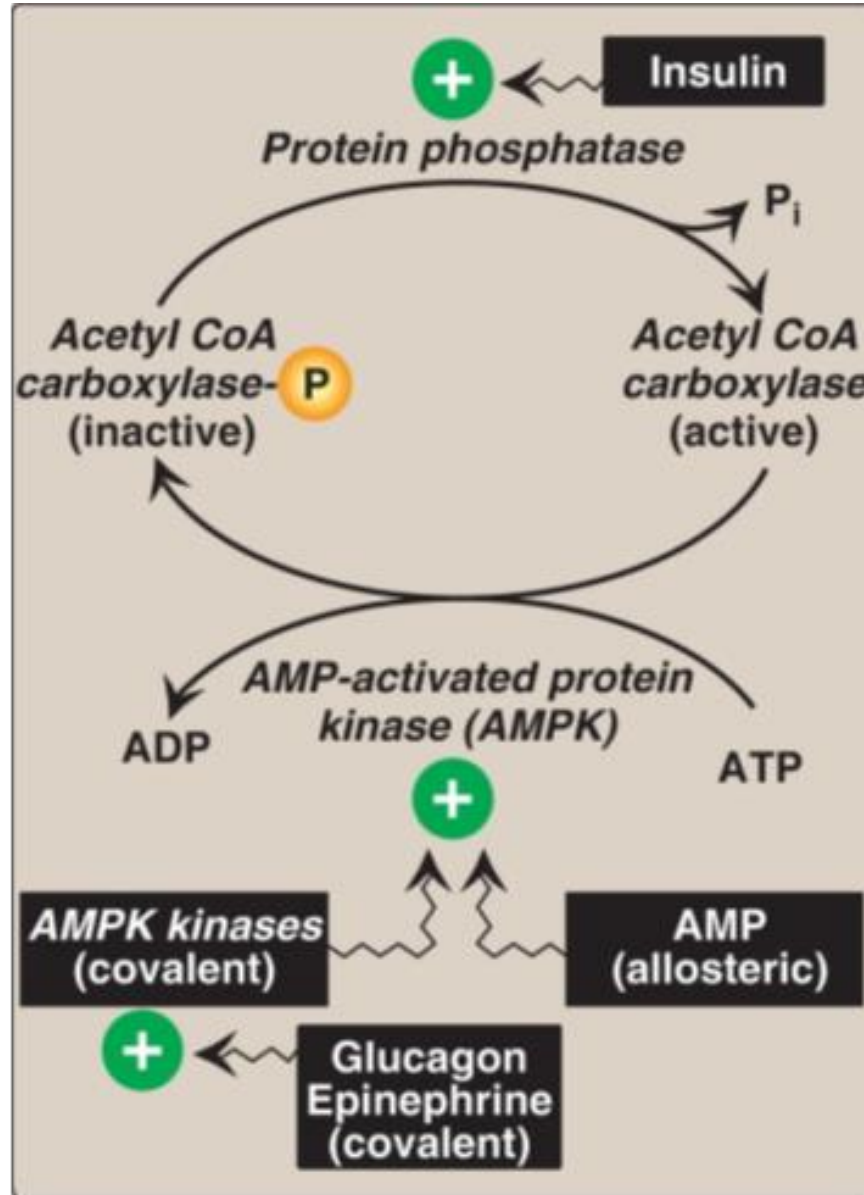 +
Insulin
Protein phosphatase
Pi
Acetyl CoA
carboxylase-P
(inactive)
Acetyl CoA
carboxylase
(active)
AMP-activated protein
kinase (AMPK)
ADP
ATP
+
AMPK kinases
(covalent)
AMP
(allosteric)
+
Glucagon
Epinephrine
(covalent)